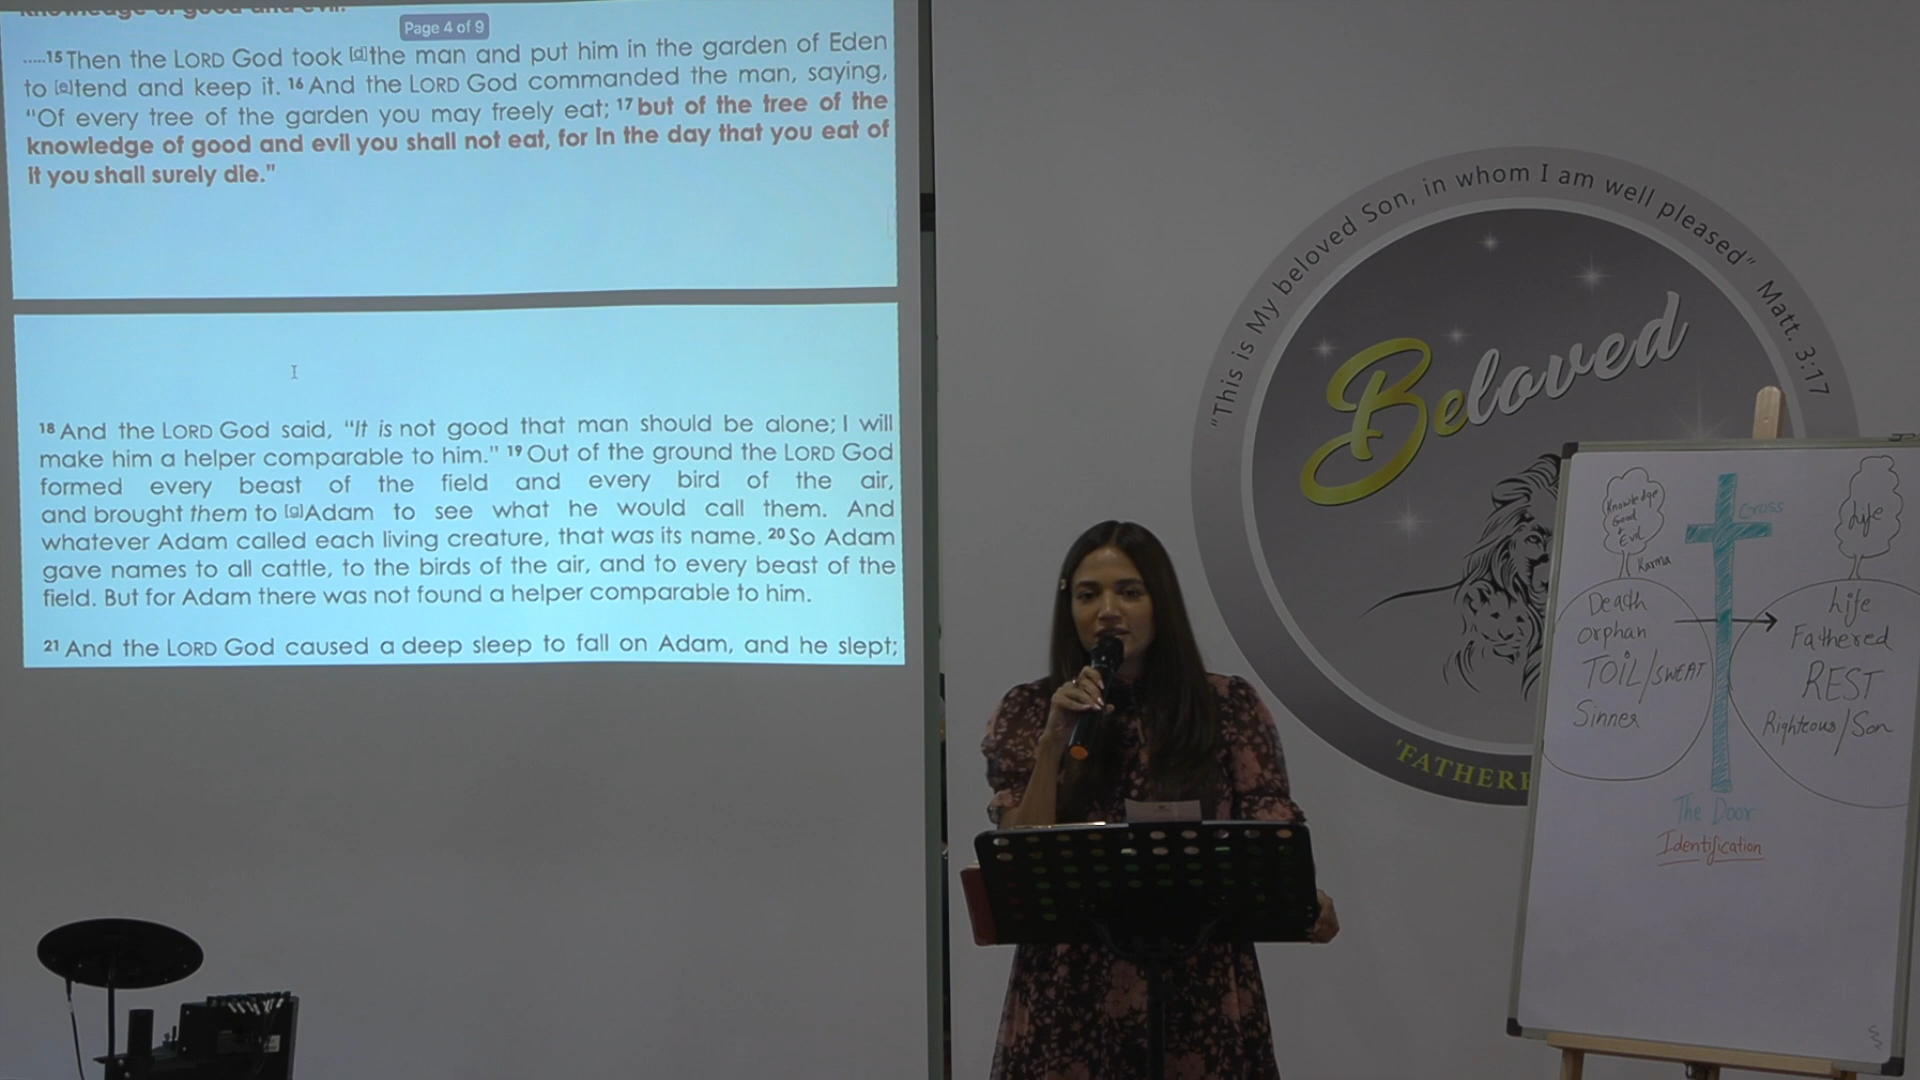 knowledge of good and evil.
Page 4 of 9
.....15 Then the LORD God took [d]the man and put him in the garden of Eden
to [e]tend and keep it. 16 And the LORD God commanded the man, saying,
"Of every tree of the garden you may freely eat; 17 but of the tree of the
knowledge of good and evil you shall not eat, for in the day that you eat of
it you shall surely die."
18 And the LORD God said, "It is not good that man should be alone; I will
make him a helper comparable to him." 19 Out of the ground the LORD God
formed every beast of the field and every bird of the air,
and brought them to [g]Adam to see what he would call them. And
whatever Adam called each living creature, that was its name. 20 So Adam
gave names to all cattle, to the birds of the air, and to every beast of the
field. But for Adam there was not found a helper comparable to him.
21 And the LORD God caused a deep sleep to fall on Adam, and he slept;
"This is My beloved Son, in whom I am well pleased" Matt. 3:17
Beloved
'FATHERE
Knowledge
Good
&
Evil
Karma
Death
Orphan
TOIL/SWEAT
Sinner
Cross
Life
Life
Fathered
REST
Righteous/Son
The Door
Identification